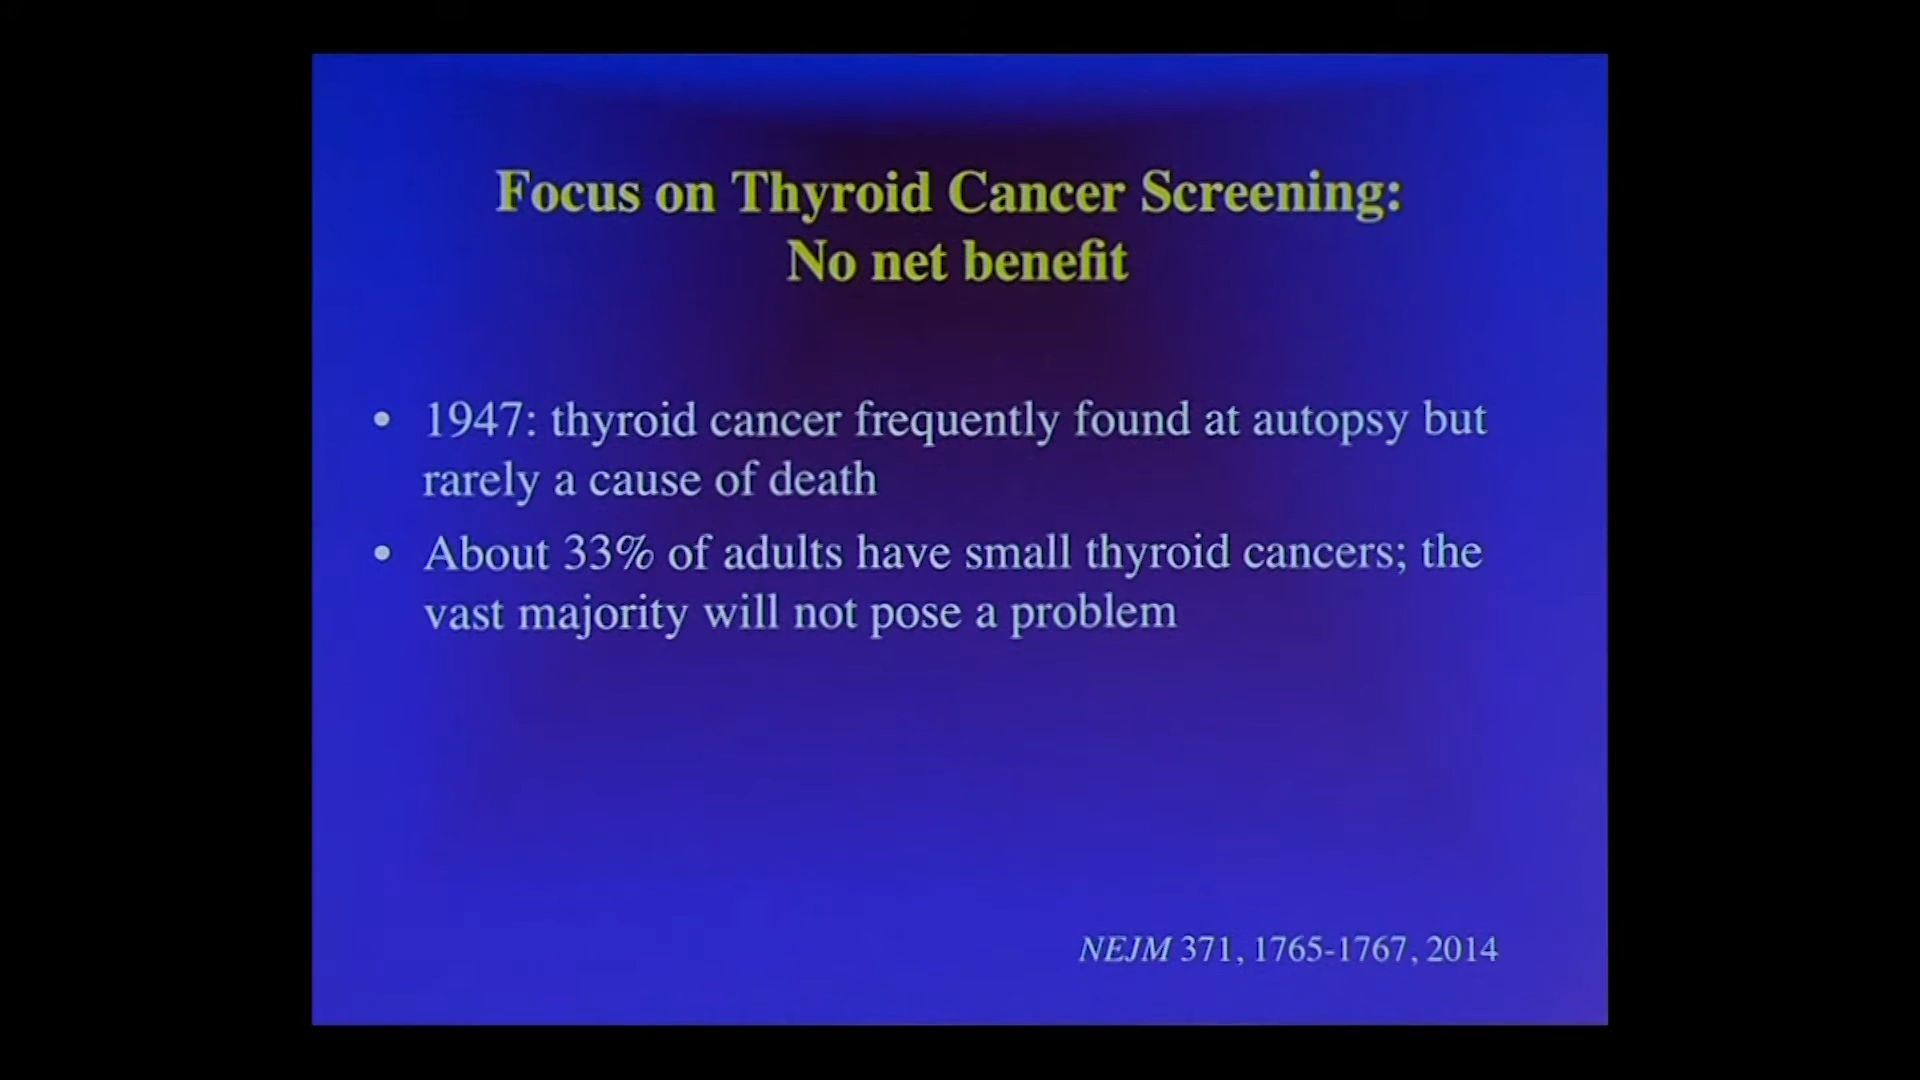 Focus on Thyroid Cancer Screening:
No net benefit
• 1947: thyroid cancer frequently found at autopsy but
rarely a cause of death
• About 33% of adults have small thyroid cancers; the
vast majority will not pose a problem
NEJM 371, 1765-1767, 2014